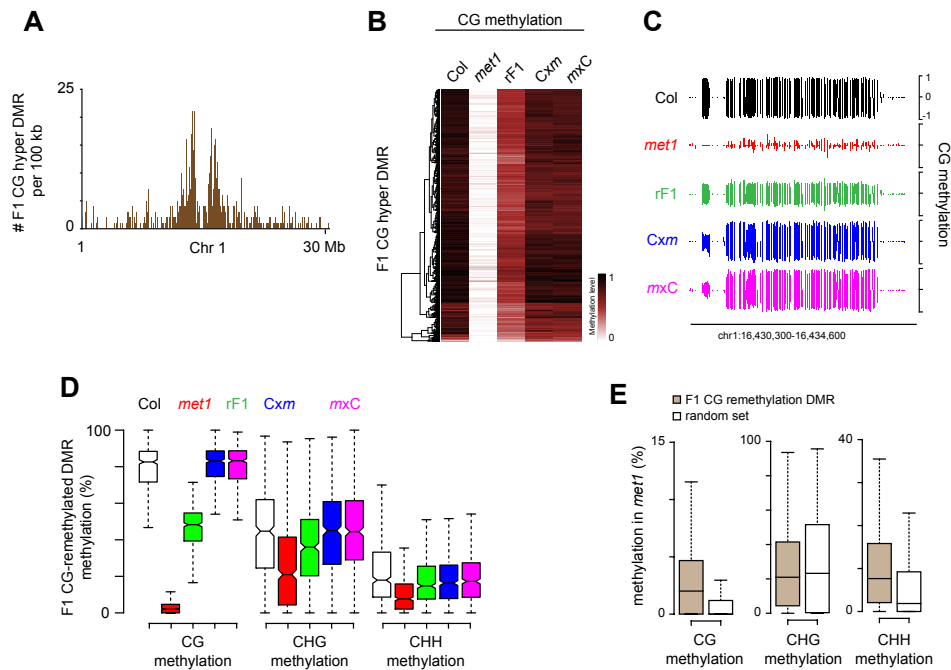 A
# F1 CG hyper DMR
per 100 kb
25
0
1
Chr 1
30 Mb
B
CG methylation
Col
met1
rF1
Cxm
mxC
F1 CG hyper DMR
1
Methylation level
0
C
Col
met1
rF1
Cxm
mxC
1
0
-1
CG methylation
chr1:16,430,300-16,434,600
D
Col
met1
rF1
Cxm
mxC
F1 CG-remethylated DMR
methylation (%)
100
0
CG
methylation
CHG
methylation
CHH
methylation
E
F1 CG remethylation DMR
random set
methylation in met1 (%)
15
0
100
0
40
0
CG
methylation
CHG
methylation
CHH
methylation